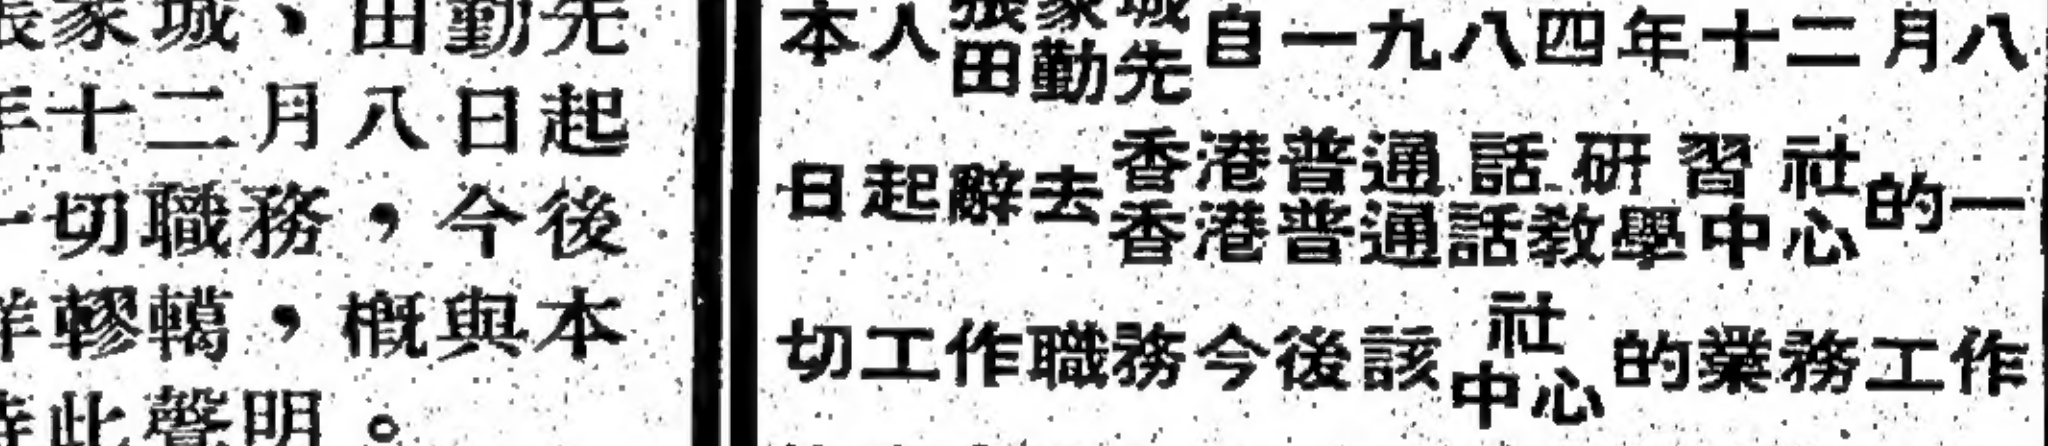 張家城、田勤先
年十二月八日起
一切職務，今後
轇轕，概與本
此聲明。
本人張家城田勤先自一九八四年十二月八
日起辭去香港普通話研習社香港普通話教學中心的一
切工作職務今後該社中心的業務工作